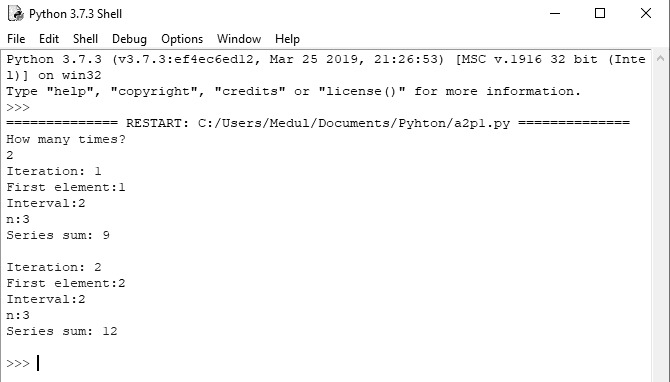 Python 3.7.3 Shell
File Edit Shell Debug Options Window Help
Python 3.7.3 (v3.7.3:ef4ec6ed12, Mar 25 2019, 21:26:53) [MSC v.1916 32 bit (Inte
l)] on win32
Type "help", "copyright", "credits" or "license()" for more information.
>>>
============== RESTART: C:/Users/Medul/Documents/Pyhton/a2p1.py ==============
How many times?
2
Iteration: 1
First element:1
Interval:2
n:3
Series sum: 9
Iteration: 2
First element:2
Interval:2
n:3
Series sum: 12
>>>